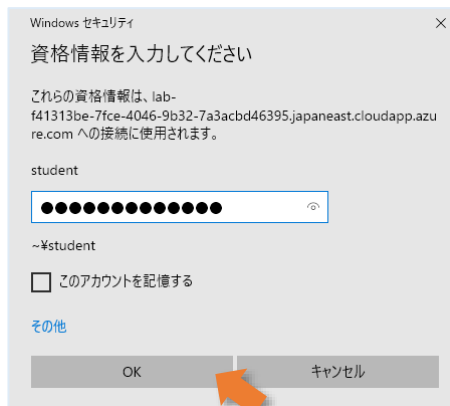 Windows セキュリティ
資格情報を入力してください
これらの資格情報は、lab-
f41313be-7fce-4046-9b32-7a3acbd46395.japaneast.cloudapp.azu
re.com への接続に使用されます。
student
●●●●●●●●●●●●●
~¥student
このアカウントを記憶する
その他
OK
キャンセル